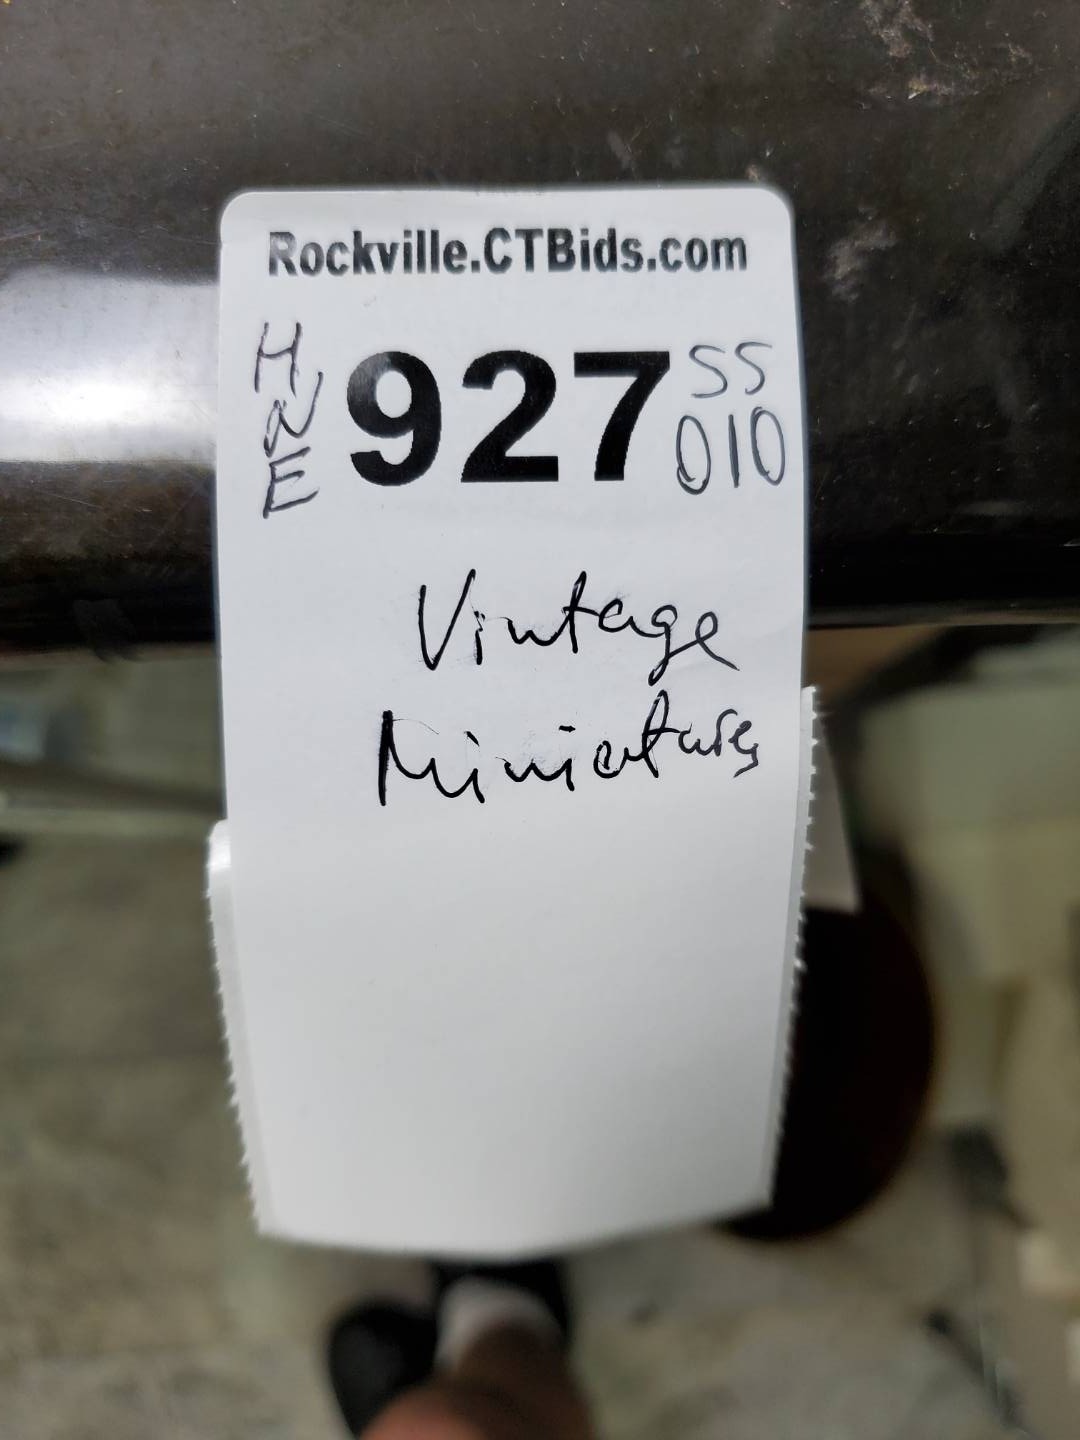 Rockville.CTBids.com
HWE
927
SS
010
Vintage
Miniatures